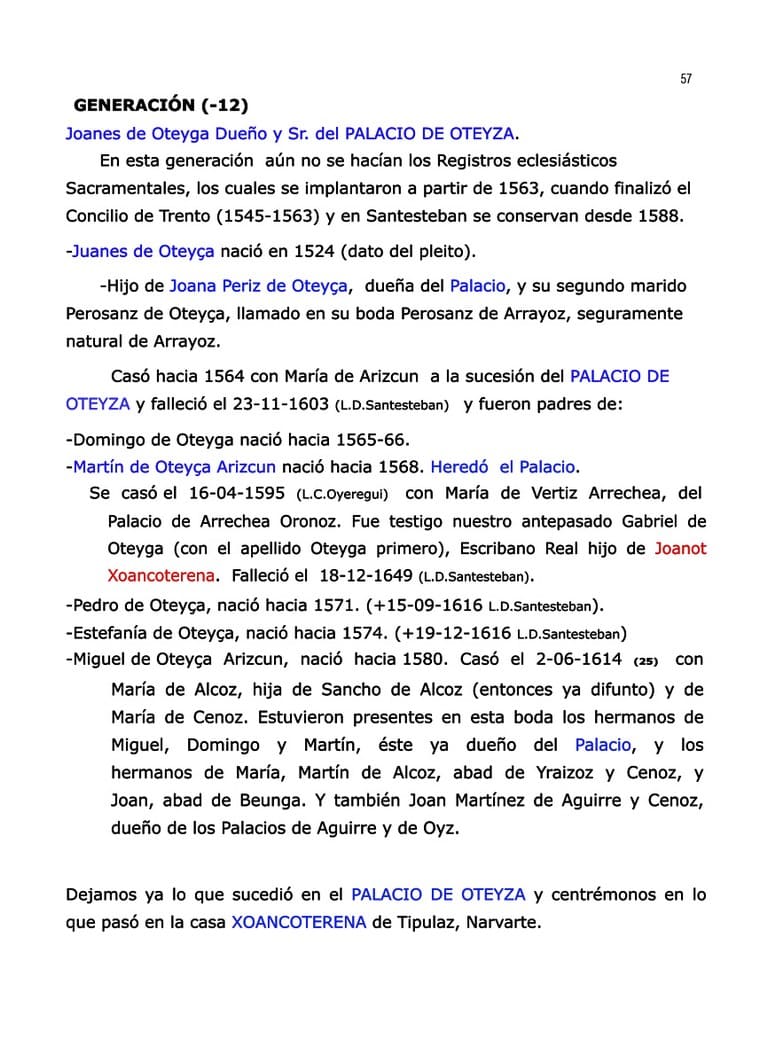 57
GENERACIÓN (-12)
Joanes de Oteyga Dueño y Sr. del PALACIO DE OTEYZA.
En esta generación aún no se hacían los Registros eclesiásticos
Sacramentales, los cuales se implantaron a partir de 1563, cuando finalizó el
Concilio de Trento (1545-1563) y en Santesteban se conservan desde 1588.
-Juanes de Oteyça nació en 1524 (dato del pleito).
-Hijo de Joana Periz de Oteyça, dueña del Palacio, y su segundo marido
Perosanz de Oteyça, llamado en su boda Perosanz de Arrayoz, seguramente
natural de Arrayoz.
Casó hacia 1564 con María de Arizcun a la sucesión del PALACIO DE
OTEYZA y falleció el 23-11-1603 (L.D.Santesteban) y fueron padres de:
-Domingo de Oteyga nació hacia 1565-66.
-Martín de Oteyça Arizcun nació hacia 1568. Heredó el Palacio.
Se casó el 16-04-1595 (L.C.Oyeregui) con María de Vertiz Arrechea, del
Palacio de Arrechea Oronoz. Fue testigo nuestro antepasado Gabriel de
Oteyga (con el apellido Oteyga primero), Escribano Real hijo de Joanot
Xoancoterena. Falleció el 18-12-1649 (L.D.Santesteban).
-Pedro de Oteyça, nació hacia 1571. (+15-09-1616 L.D.Santesteban).
-Estefanía de Oteyça, nació hacia 1574. (+19-12-1616 L.D.Santesteban)
-Miguel de Oteyça Arizcun, nació hacia 1580. Casó el 2-06-1614 (25) con
María de Alcoz, hija de Sancho de Alcoz (entonces ya difunto) y de
María de Cenoz. Estuvieron presentes en esta boda los hermanos de
Miguel, Domingo y Martín, éste ya dueño del Palacio, y los
hermanos de María, Martín de Alcoz, abad de Yraizoz y Cenoz, y
Joan, abad de Beunga. Y también Joan Martínez de Aguirre y Cenoz,
dueño de los Palacios de Aguirre y de Oyz.
Dejamos ya lo que sucedió en el PALACIO DE OTEYZA y centrémonos en lo
que pasó en la casa XOANCOTERENA de Tipulaz, Narvarte.